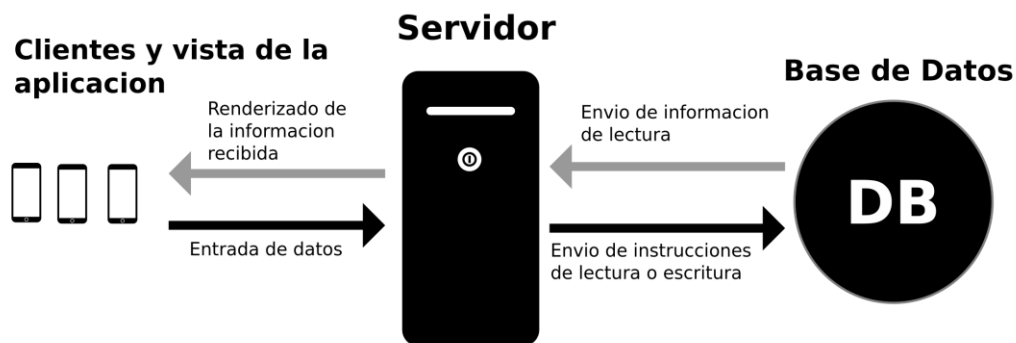 Clientes y vista de la
aplicacion
Servidor
Base de Datos
Renderizado de
la informacion
recibida
Envio de informacion
de lectura
DB
Entrada de datos
Envio de instrucciones
de lectura o escritura